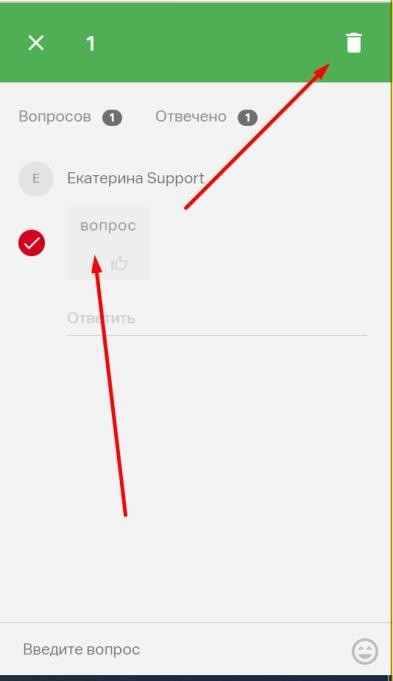 1
Вопросов 1 Отвечено 1
E
Екатерина Support
вопрос
Ответить
Введите вопрос